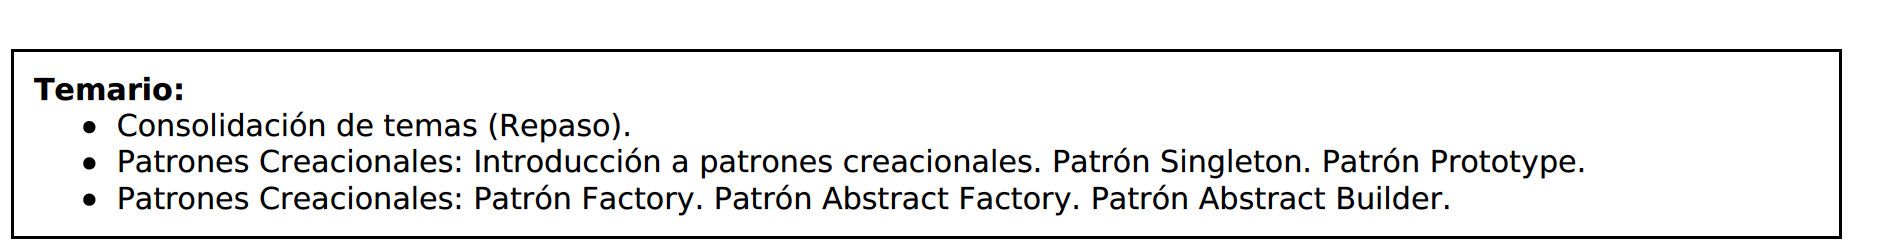 Temario:
• Consolidación de temas (Repaso).
• Patrones Creacionales: Introducción a patrones creacionales. Patrón Singleton. Patrón Prototype.
• Patrones Creacionales: Patrón Factory. Patrón Abstract Factory. Patrón Abstract Builder.